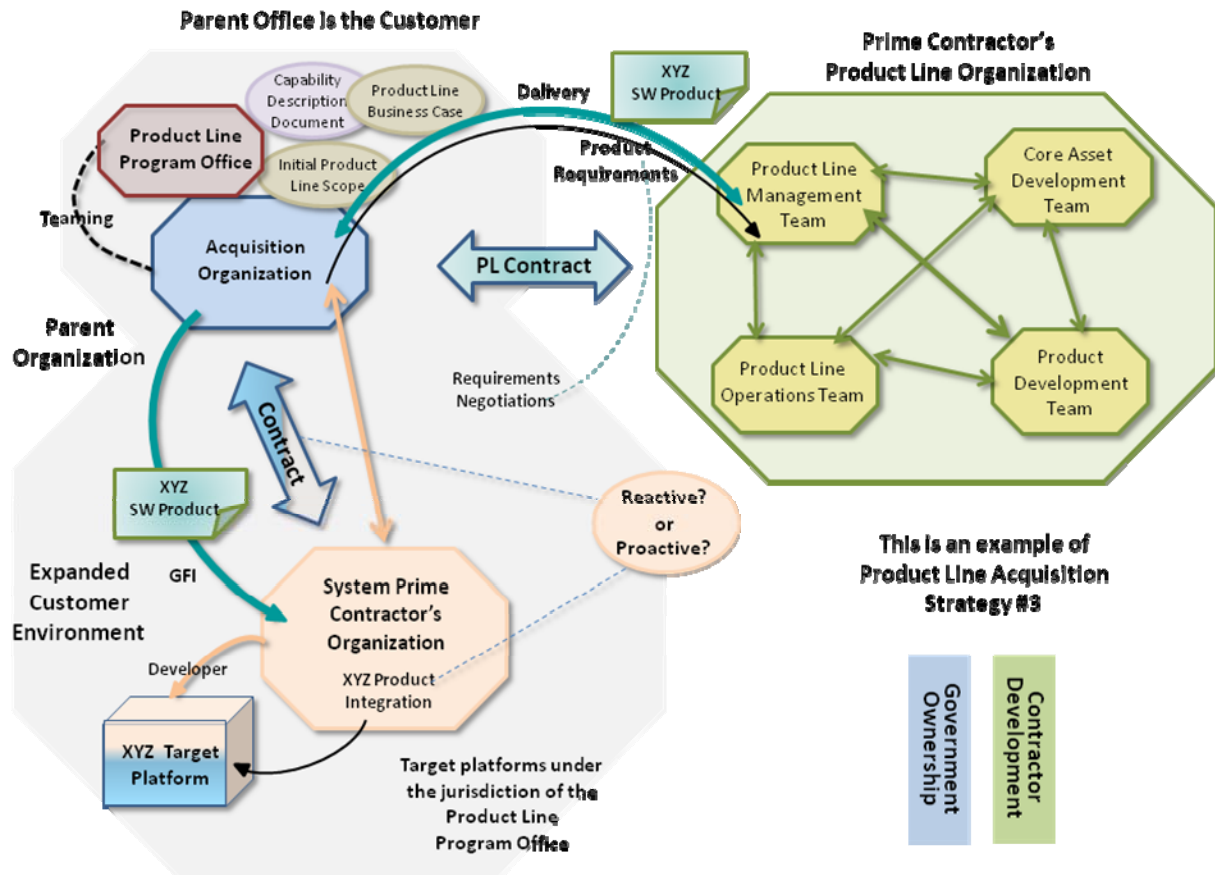 Parent Office is the Customer
Prime Contractor's
Product Line Organization
XYZ
SW Product
Capability
Description
Document
Product Line
Business Case
Delivery
Product Line
Program Office
Initial Product
Line Scope
Product
Requirements
Product Line
Management
Team
Core Asset
Development
Team
Teaming
Acquisition
Organization
PL Contract
Parent
Organization
Requirements
Negotiations
Product Line
Operations Team
Product
Development
Team
Contract
XYZ
SW Product
GFI
Reactive?
or
Proactive?
This is an example of
Product Line Acquisition
Strategy #3
Expanded
Customer
Environment
System Prime
Contractor's
Organization
XYZ Product
Integration
Developer
XYZ Target
Platform
Target platforms under
the jurisdiction of the
Product Line
Program Office
Government
Ownership
Contractor
Development